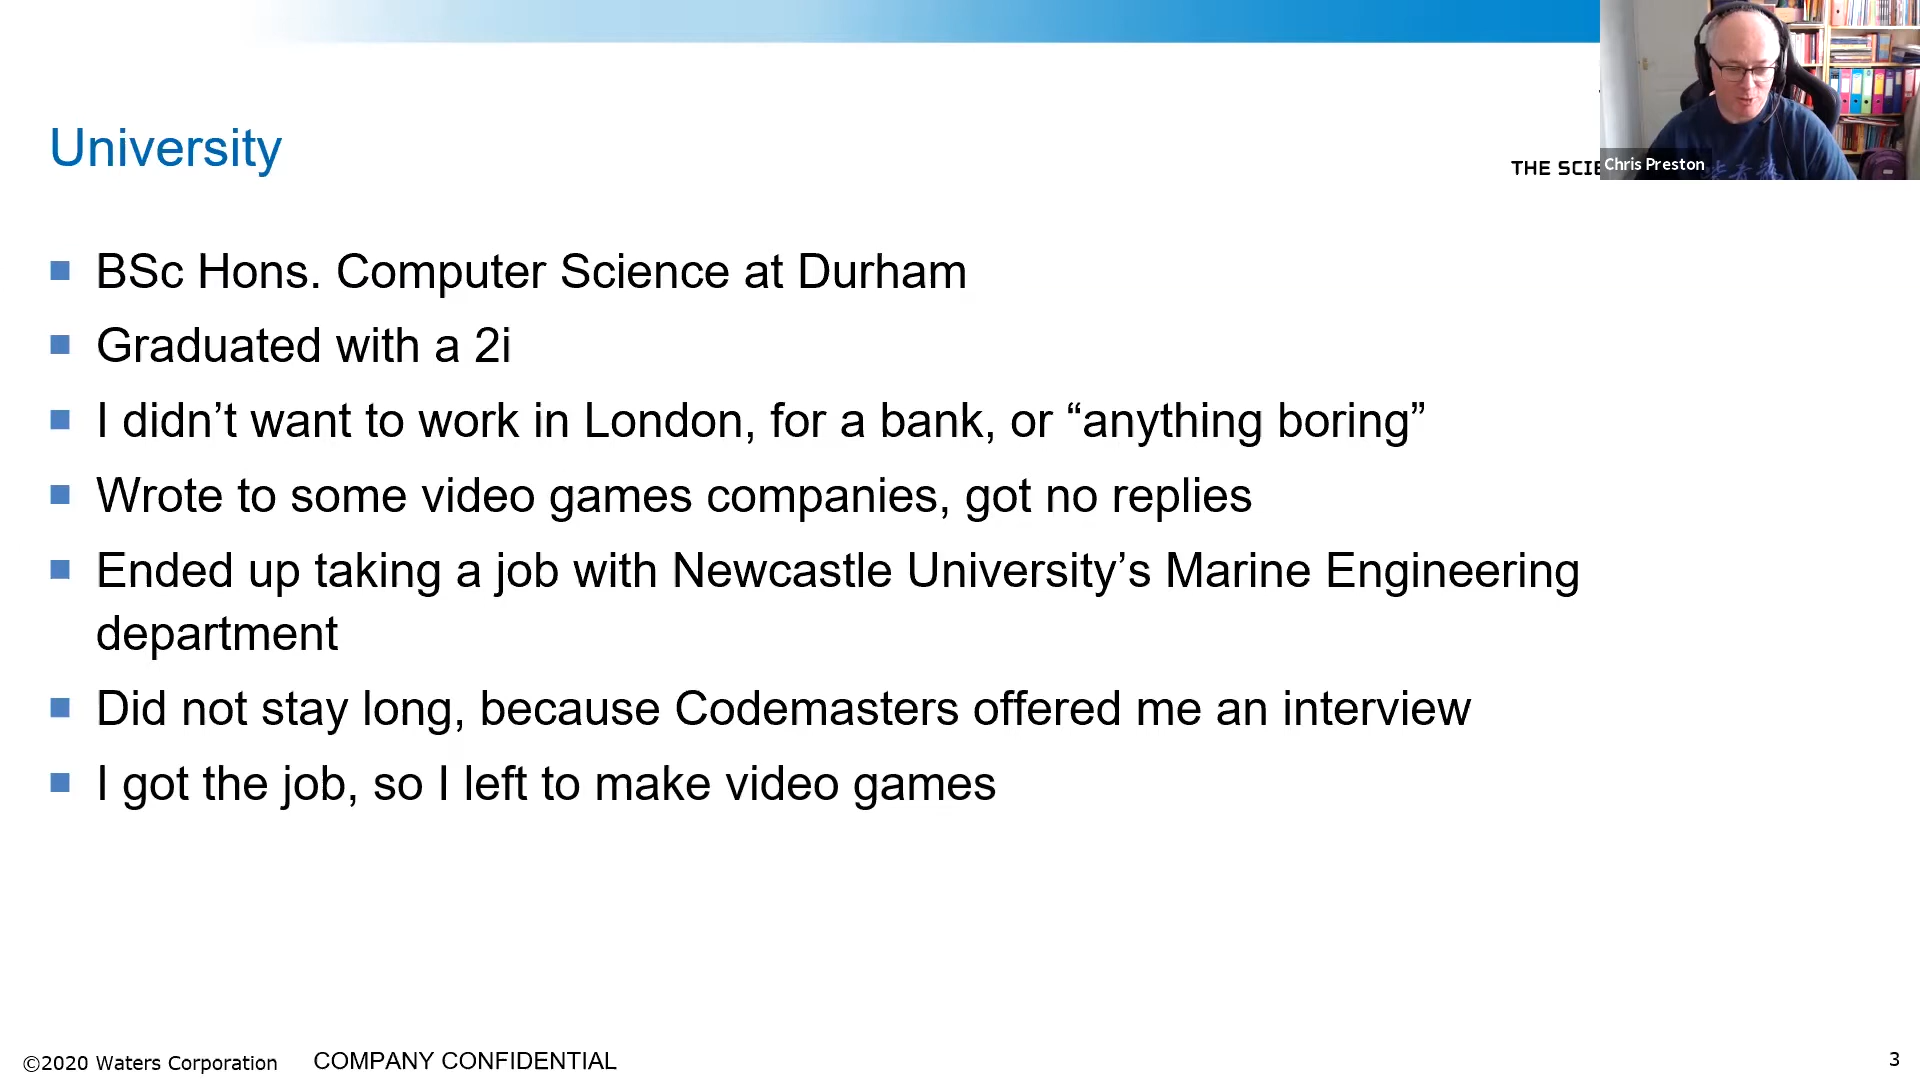 University
THE SCIE
Chris Preston
BSc Hons. Computer Science at Durham
Graduated with a 2i
I didn’t want to work in London, for a bank, or “anything boring”
Wrote to some video games companies, got no replies
Ended up taking a job with Newcastle University’s Marine Engineering
department
Did not stay long, because Codemasters offered me an interview
I got the job, so I left to make video games
©2020 Waters Corporation COMPANY CONFIDENTIAL 3